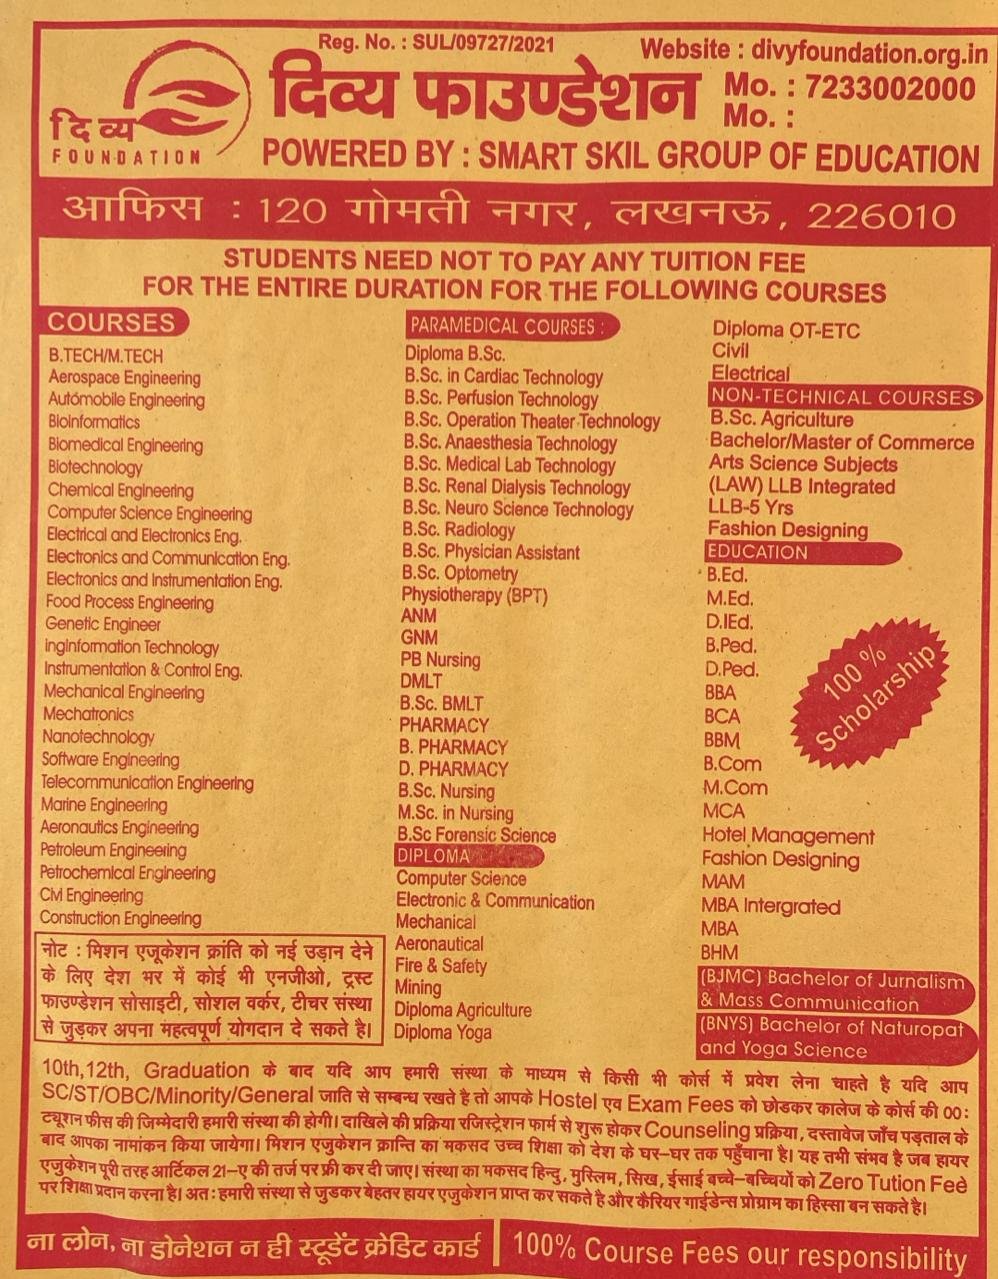 Reg. No. : SUL/09727/2021
Website : divyfoundation.org.in
दिव्य
FOUNDATION
दिव्य फाउण्डेशन
Mo. : 7233002000
Mo. :
POWERED BY : SMART SKIL GROUP OF EDUCATION
आफिस : 120 गोमती नगर, लखनऊ, 226010
STUDENTS NEED NOT TO PAY ANY TUITION FEE
FOR THE ENTIRE DURATION FOR THE FOLLOWING COURSES
COURSES
B.TECH/M.TECH
Aerospace Engineering
Automobile Engineering
Bioinformatics
Biomedical Engineering
Biotechnology
Chemical Engineering
Computer Science Engineering
Electrical and Electronics Eng.
Electronics and Communication Eng.
Electronics and Instrumentation Eng.
Food Process Engineering
Genetic Engineer
ingInformation Technology
Instrumentation & Control Eng.
Mechanical Engineering
Mechatronics
Nanotechnology
Software Engineering
Telecommunication Engineering
Marine Engineering
Aeronautics Engineering
Petroleum Engineering
Petrochemical Engineering
Civil Engineering
Construction Engineering
नोट : मिशन एजूकेशन क्रांति को नई उड़ान देने
के लिए देश भर में कोई भी एनजीओ, ट्रस्ट
फाउण्डेशन सोसाइटी, सोशल वर्कर, टीचर संस्था
से जुड़कर अपना महत्वपूर्ण योगदान दे सकते है।
PARAMEDICAL COURSES :
Diploma B.Sc.
B.Sc. in Cardiac Technology
B.Sc. Perfusion Technology
B.Sc. Operation Theater Technology
B.Sc. Anaesthesia Technology
B.Sc. Medical Lab Technology
B.Sc. Renal Dialysis Technology
B.Sc. Neuro Science Technology
B.Sc. Radiology
B.Sc. Physician Assistant
B.Sc. Optometry
Physiotherapy (BPT)
ANM
GNM
PB Nursing
DMLT
B.Sc. BMLT
PHARMACY
B. PHARMACY
D. PHARMACY
B.Sc. Nursing
M.Sc. in Nursing
B.Sc Forensic Science
DIPLOMA
Computer Science
Electronic & Communication
Mechanical
Aeronautical
Fire & Safety
Mining
Diploma Agriculture
Diploma Yoga
Diploma OT-ETC
Civil
Electrical
NON-TECHNICAL COURSES
B.Sc. Agriculture
Bachelor/Master of Commerce
Arts Science Subjects
(LAW) LLB Integrated
LLB-5 Yrs
Fashion Designing
EDUCATION
B.Ed.
M.Ed.
D.lEd.
B.Ped.
D.Ped.
BBA
BCA
BBM
B.Com
M.Com
MCA
Hotel Management
Fashion Designing
MAM
MBA Intergrated
MBA
BHM
100 %
Scholarship
(BJMC) Bachelor of Jurnalism
& Mass Communication
(BNYS) Bachelor of Naturopat
and Yoga Science
10th,12th, Graduation के बाद यदि आप हमारी संस्था के माध्यम से किसी भी कोर्स में प्रवेश लेना चाहते है यदि आप
SC/ST/OBC/Minority/General जाति से सम्बन्ध रखते है तो आपके Hostel एव Exam Fees को छोडकर कालेज के कोर्स की 00:
ट्यूशन फीस की जिम्मेदारी हमारी संस्था की होगी। दाखिले की प्रक्रिया रजिस्ट्रेशन फार्म से शुरू होकर Counseling प्रक्रिया, दस्तावेज जाँच पड़ताल के
बाद आपका नामांकन किया जायेगा। मिशन एजुकेशन क्रान्ति का मकसद उच्च शिक्षा को देश के घर–घर तक पहुँचाना है। यह तभी संभव है जब हायर
एजुकेशन पूरी तरह आर्टिकल 21–ए की तर्ज पर फ्री कर दी जाए। संस्था का मकसद हिन्दु, मुस्लिम, सिख, ईसाई बच्चे–बच्चियों को Zero Tution Fee
पर शिक्षा प्रदान करना है। अत: हमारी संस्था से जुडकर बेहतर हायर एजुकेशन प्राप्त कर सकते है और कैरियर गाईडेन्स प्रोग्राम का हिस्सा बन सकते है।
ना लोन, ना डोनेशन न ही स्टूडेंट क्रेडिट कार्ड
100% Course Fees our responsibility